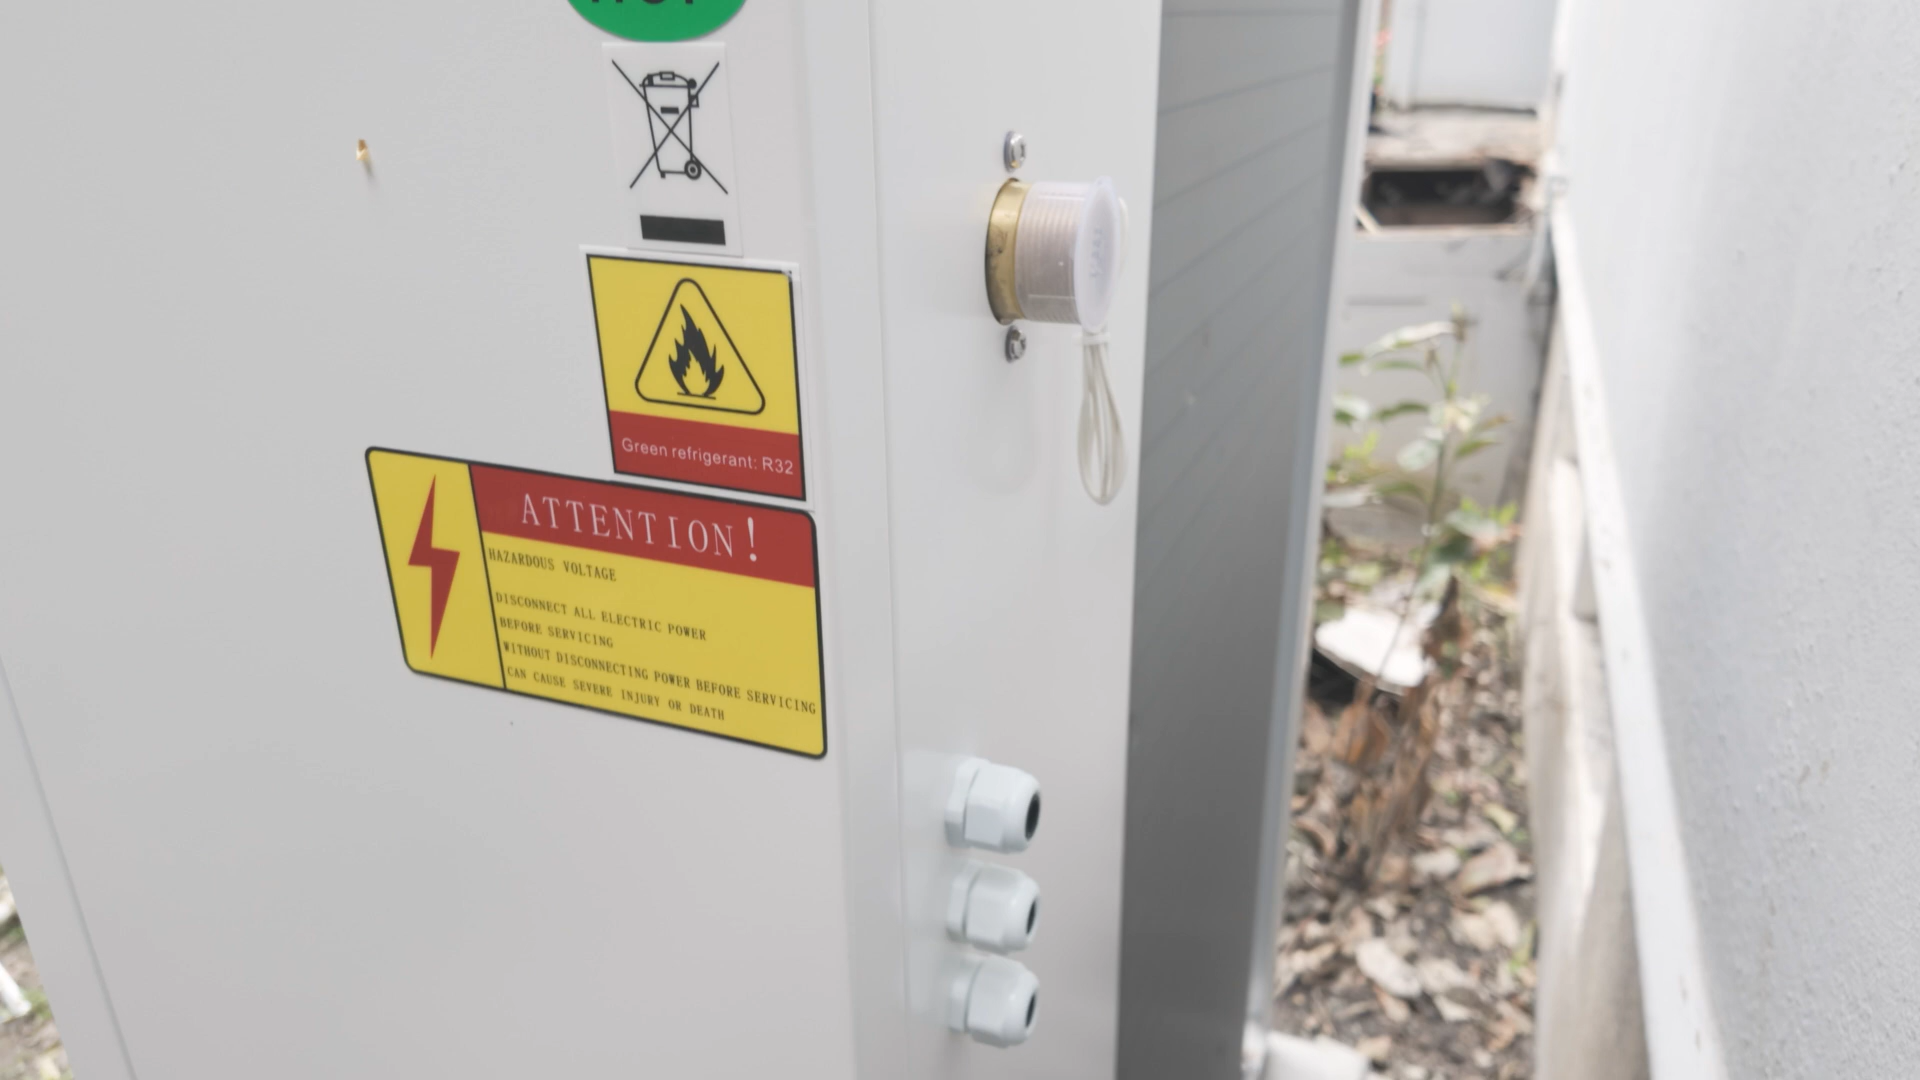 Green refrigerant: R32
ATTENTION!
HAZARDOUS VOLTAGE
DISCONNECT ALL ELECTRIC POWER
BEFORE SERVICING
WITHOUT DISCONNECTING POWER BEFORE SERVICING
CAN CAUSE SEVERE INJURY OR DEATH